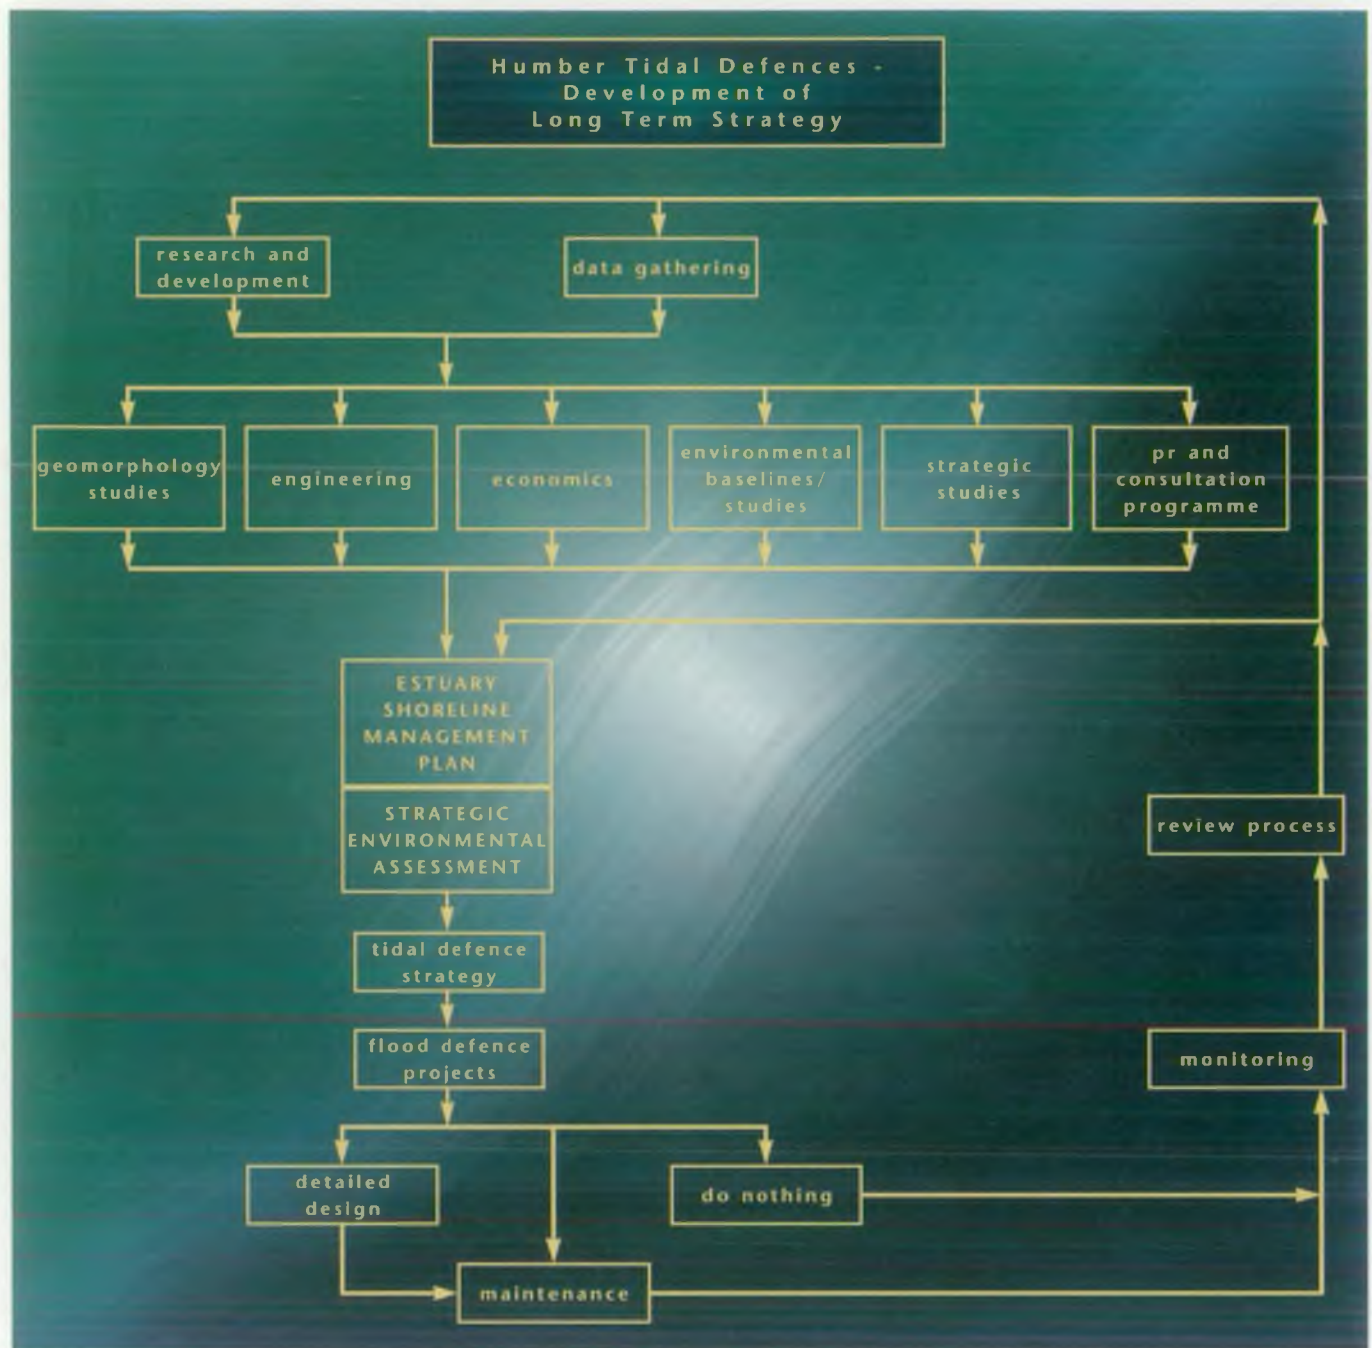 Humber Tidal Defences -
Development of
Long Term Strategy
research and
development
data gathering
geomorphology
studies
engineering
economics
environmental
baselines/
studies
strategic
studies
pr and
consultation
programme
ESTUARY
SHORELINE
MANAGEMENT
PLAN
STRATEGIC
ENVIRONMENTAL
ASSESSMENT
review process
tidal defence
strategy
flood defence
projects
monitoring
detailed
design
do nothing
maintenance